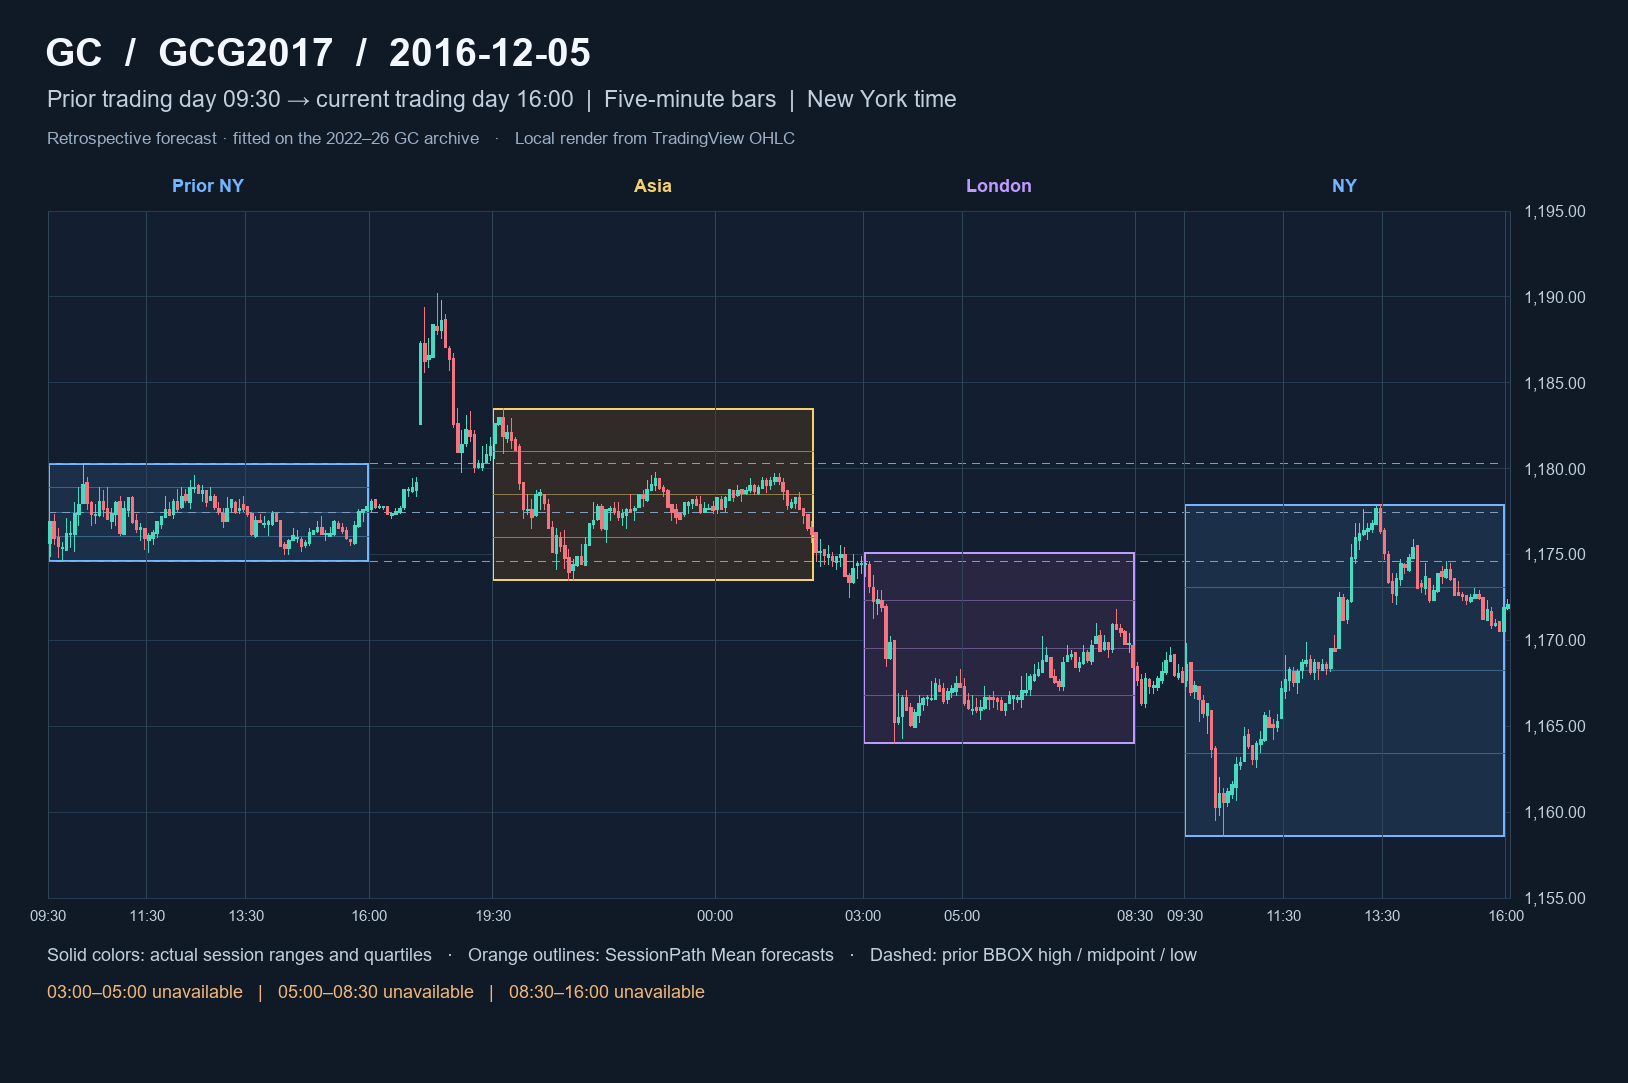 GC / GCG2017 / 2016-12-05
Prior trading day 09:30 → current trading day 16:00 | Five-minute bars | New York time
Retrospective forecast · fitted on the 2022–26 GC archive · Local render from TradingView OHLC
Prior NY Asia London NY
1,195.00
1,190.00
1,185.00
1,180.00
1,175.00
1,170.00
1,165.00
1,160.00
1,155.00
09:30 11:30 13:30 16:00 19:30 00:00 03:00 05:00 08:30 09:30 11:30 13:30 16:00
Solid colors: actual session ranges and quartiles · Orange outlines: SessionPath Mean forecasts · Dashed: prior BBOX high / midpoint / low
03:00–05:00 unavailable | 05:00–08:30 unavailable | 08:30–16:00 unavailable